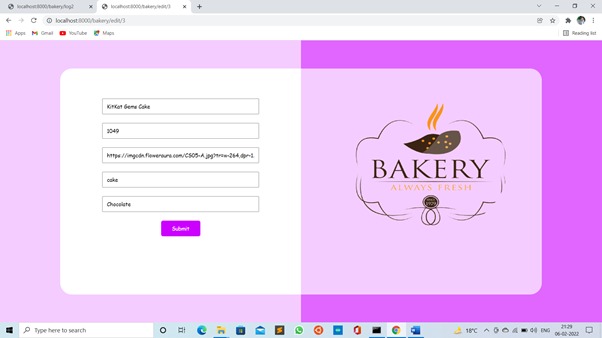 localhost:8000/bakery/log2
localhost:8000/bakery/edit/3
localhost:8000/bakery/edit/3
Apps
Gmail
YouTube
Maps
Reading list
KitKat Gems Cake
1049
https://imgcdn.floweraura.com/CS05-A.jpg?tr=w-264,dpr-1.
cake
Chocolate
Submit
BAKERY
ALWAYS FRESH
Type here to search
18°C
ENG
21:29
06-02-2022